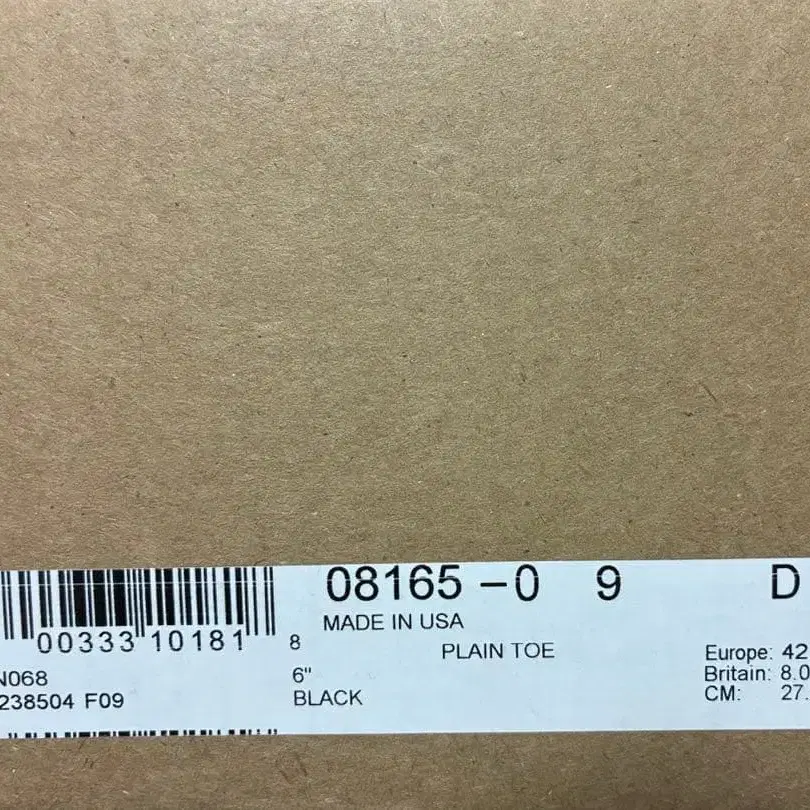 08165 - 0 9 D
00333 10181 8
MADE IN USA
PLAIN TOE
N068
238504 F09
6"
BLACK
Europe: 42
Britain: 8.0
CM: 27.